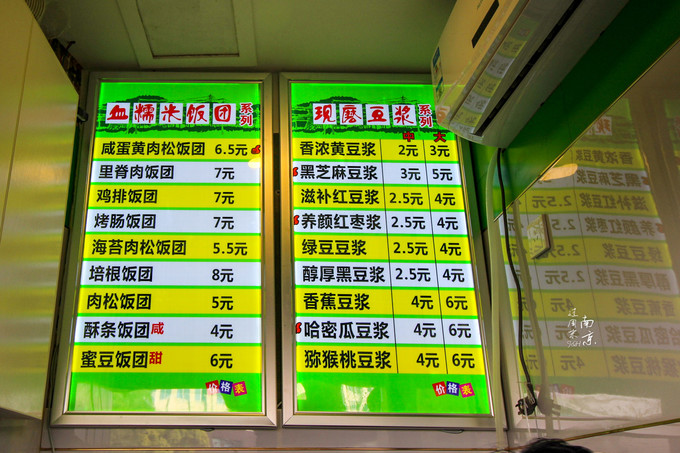 血糯米饭团系列
咸蛋黄肉松饭团 6.5元
里脊肉饭团 7元
鸡排饭团 7元
烤肠饭团 7元
海苔肉松饭团 5.5元
培根饭团 8元
肉松饭团 5元
酥条饭团咸 4元
蜜豆饭团甜 6元
价格表
现磨豆浆系列
中 大
香浓黄豆浆 2元 3元
黑芝麻豆浆 3元 5元
滋补红豆浆 2.5元 4元
养颜红枣浆 2.5元 4元
绿豆豆浆 2.5元 4元
醇厚黑豆浆 2.5元 4元
香蕉豆浆 4元 6元
哈密瓜豆浆 4元 6元
猕猴桃豆浆 4元 6元
价格表
南京